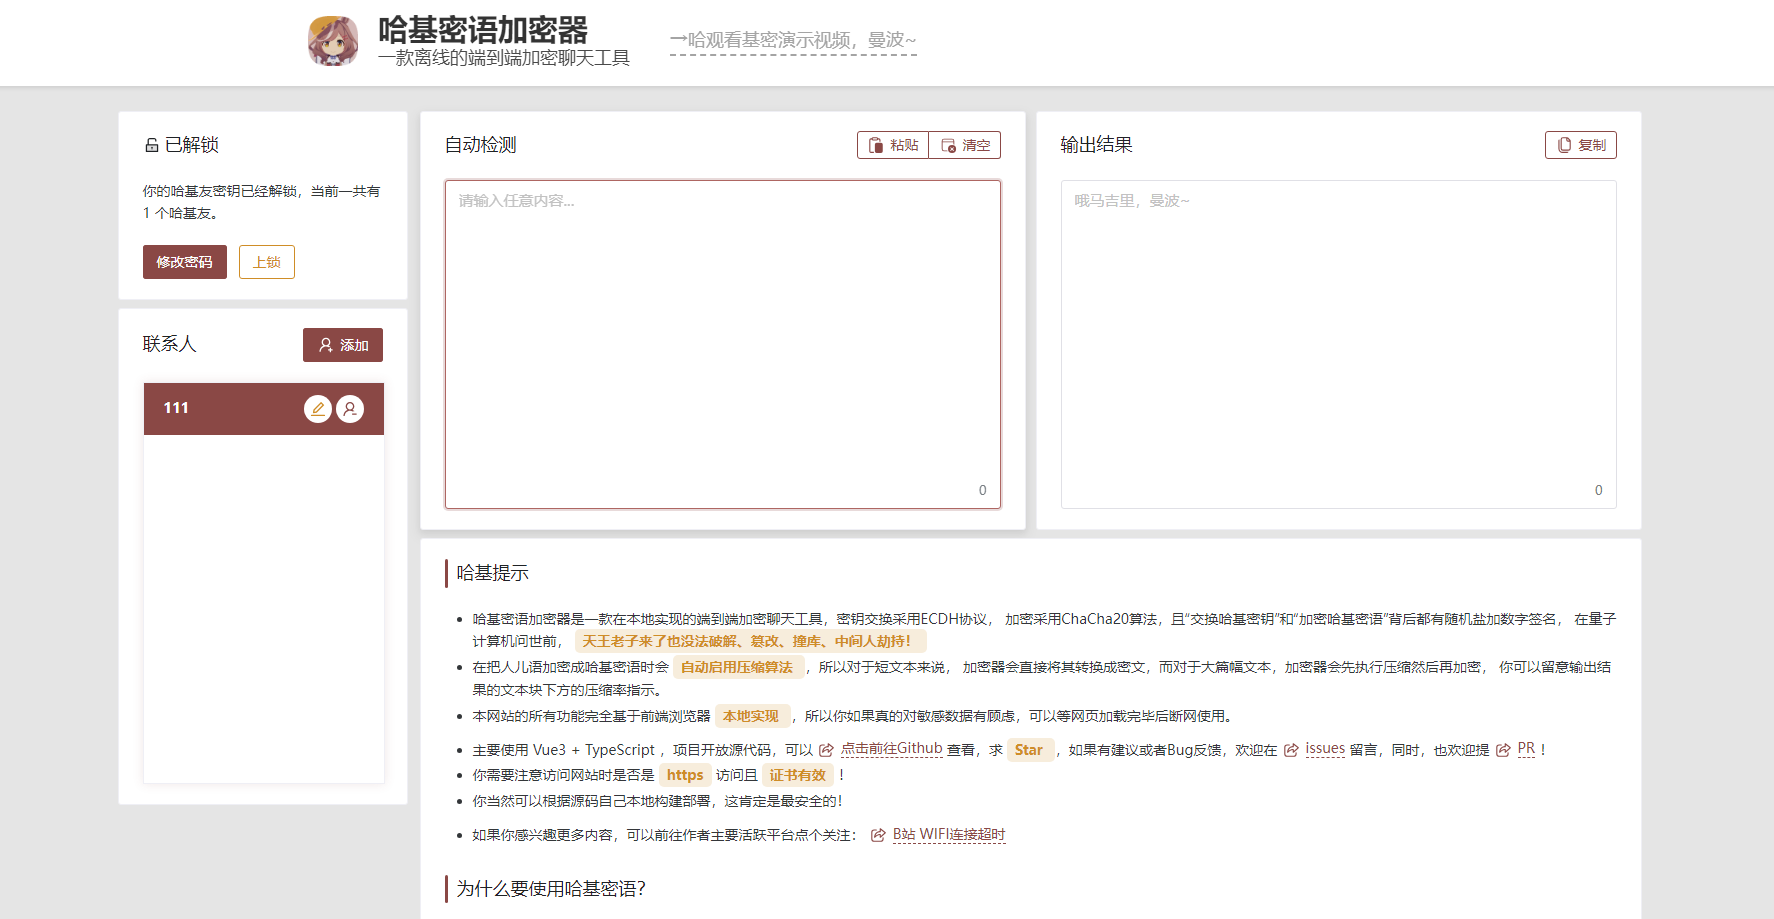 哈基密语加密器
一款离线的端到端加密聊天工具
→哈观看基密演示视频，曼波~
已解锁
你的哈基友密钥已经解锁，当前一共有
1 个哈基友。
修改密码 上锁
联系人 添加
111
自动检测 粘贴 清空
请输入任意内容...
0
输出结果 复制
哦马吉里，曼波~
0
哈基提示
哈基密语加密器是一款在本地实现的端到端加密聊天工具，密钥交换采用ECDH协议， 加密采用ChaCha20算法，且“交换哈基密钥”和“加密哈基密语”背后都有随机盐加数字签名， 在量子
计算机问世前， 天王老子来了也没法破解、篡改、撞库、中间人劫持！
在把人儿语加密成哈基密语时会 自动启用压缩算法 ，所以对于短文本来说， 加密器会直接将其转换成密文，而对于大篇幅文本，加密器会先执行压缩然后再加密， 你可以留意输出结
果的文本块下方的压缩率指示。
本网站的所有功能完全基于前端浏览器 本地实现 ，所以你如果真的对敏感数据有顾虑，可以等网页加载完毕后断网使用。
主要使用 Vue3 + TypeScript ，项目开放源代码，可以 点击前往Github 查看，求 Star ，如果有建议或者Bug反馈，欢迎在 issues 留言，同时，也欢迎提 PR ！
你需要注意访问网站时是否是 https 访问且 证书有效 ！
你当然可以根据源码自己本地构建部署，这肯定是最安全的！
如果你感兴趣更多内容，可以前往作者主要活跃平台点个关注： B站 WIFI连接超时
为什么要使用哈基密语？